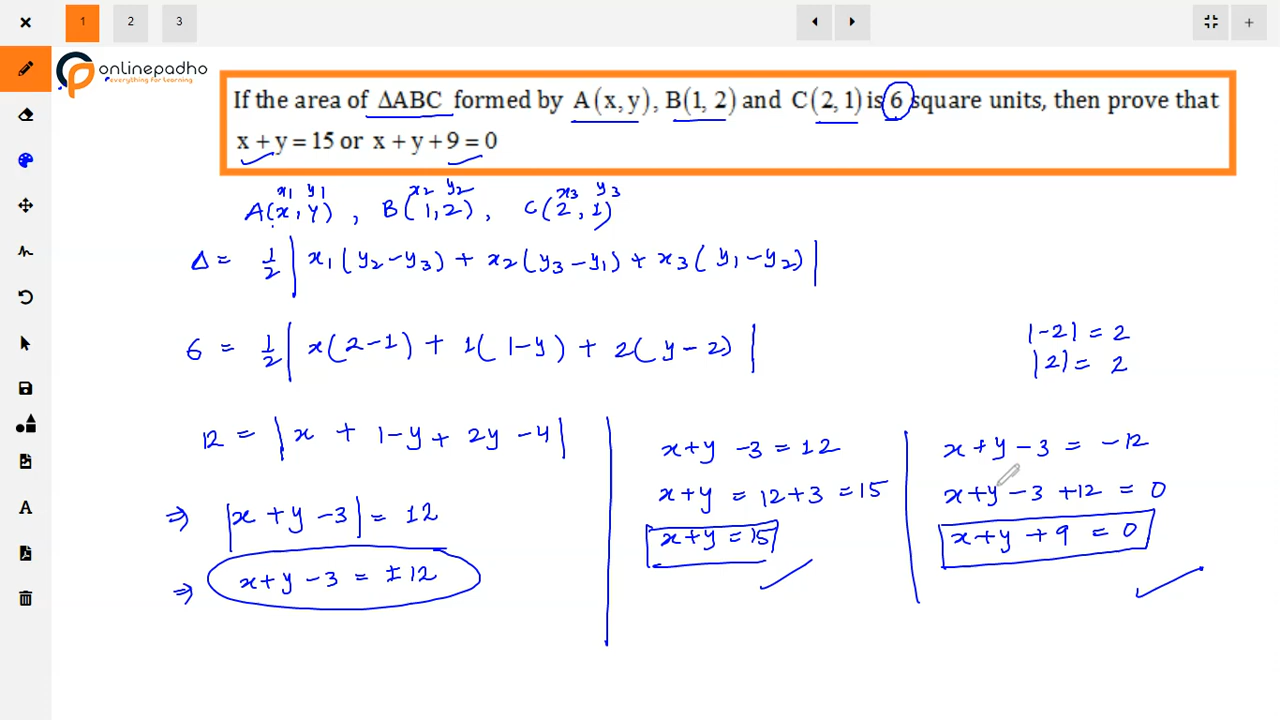 1 2 3
onlinepadho
everything for learning
If the area of ΔABC formed by A(x, y), B(1, 2) and C(2, 1) is 6 square units, then prove that
x + y = 15 or x + y + 9 = 0
x1 y1 x2 y2 x3 y3
A(x, y) , B(1, 2) , C(2, 1)
Δ = 1/2 | x1(y2 - y3) + x2(y3 - y1) + x3(y1 - y2) |
6 = 1/2 | x(2 - 1) + 1(1 - y) + 2(y - 2) |
|-2| = 2
|2| = 2
12 = | x + 1 - y + 2y - 4 |
⇒ |x + y - 3| = 12
⇒ x + y - 3 = ±12
x + y - 3 = 12
x + y = 12 + 3 = 15
x + y = 15
x + y - 3 = -12
x + y - 3 + 12 = 0
x + y + 9 = 0
A